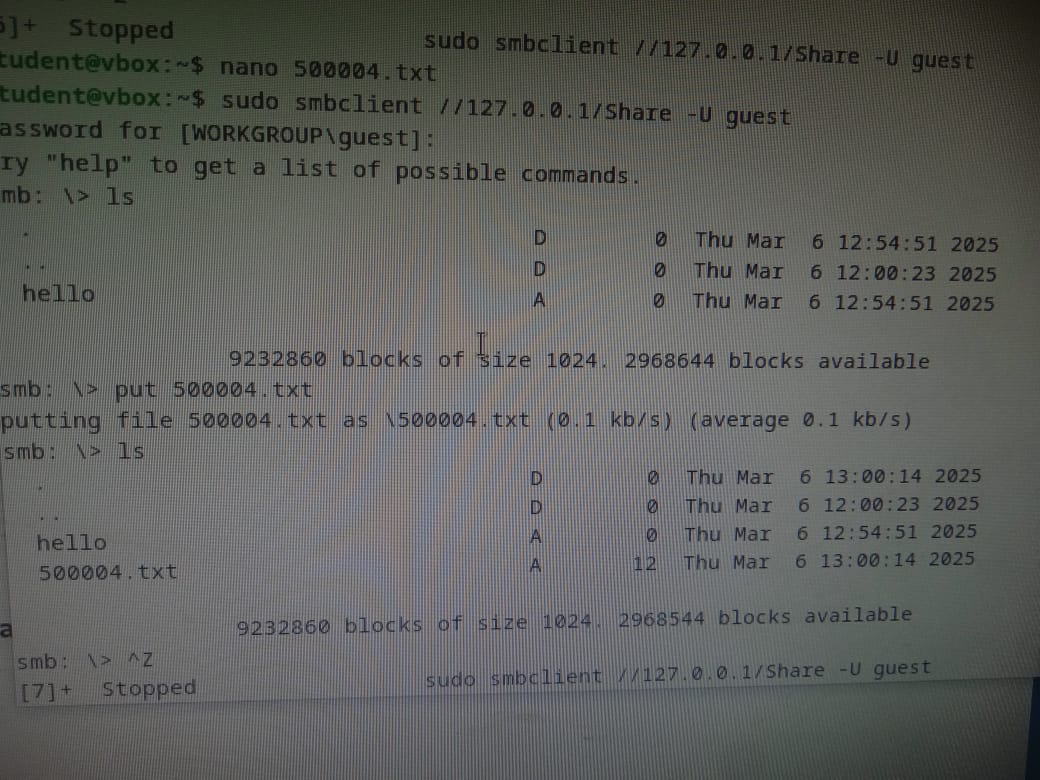 ]+ Stopped sudo smbclient //127.0.0.1/Share -U guest
tudent@vbox:~$ nano 500004.txt
tudent@vbox:~$ sudo smbclient //127.0.0.1/Share -U guest
assword for [WORKGROUP\guest]:
ry "help" to get a list of possible commands.
mb: \> ls
. D 0 Thu Mar 6 12:54:51 2025
.. D 0 Thu Mar 6 12:00:23 2025
hello A 0 Thu Mar 6 12:54:51 2025
9232860 blocks of size 1024. 2968644 blocks available
smb: \> put 500004.txt
putting file 500004.txt as \500004.txt (0.1 kb/s) (average 0.1 kb/s)
smb: \> ls
. D 0 Thu Mar 6 13:00:14 2025
.. D 0 Thu Mar 6 12:00:23 2025
hello A 0 Thu Mar 6 12:54:51 2025
500004.txt A 12 Thu Mar 6 13:00:14 2025
a
9232860 blocks of size 1024. 2968544 blocks available
smb: \> ^Z
[7]+ Stopped sudo smbclient //127.0.0.1/Share -U guest